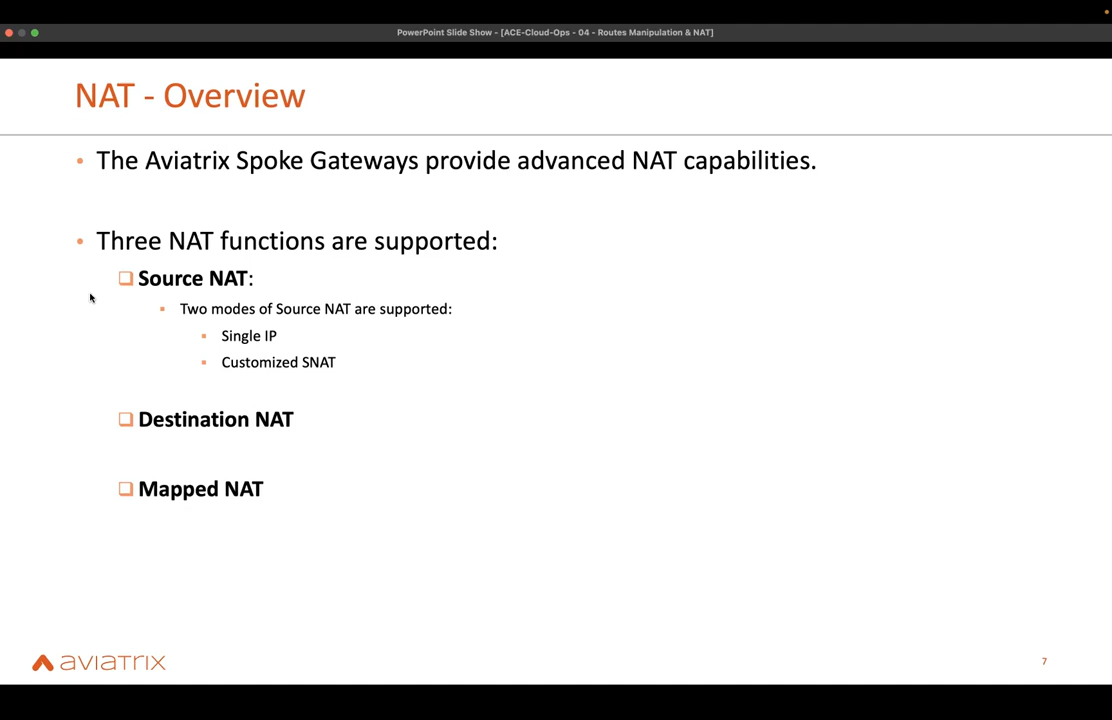 PowerPoint Slide Show - [ACE-Cloud-Ops - 04 - Routes Manipulation & NAT]
NAT - Overview
The Aviatrix Spoke Gateways provide advanced NAT capabilities.
Three NAT functions are supported:
Source NAT:
Two modes of Source NAT are supported:
Single IP
Customized SNAT
Destination NAT
Mapped NAT
aviatrix
7